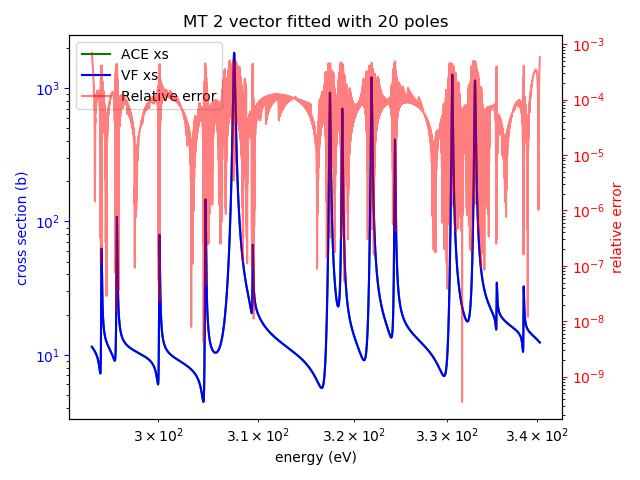 MT 2 vector fitted with 20 poles
ACE xs
VF xs
Relative error
cross section (b)
10³
10²
10¹
10⁻³
10⁻⁴
10⁻⁵
10⁻⁶
10⁻⁷
10⁻⁸
10⁻⁹
relative error
3 × 10² 3.1 × 10² 3.2 × 10² 3.3 × 10² 3.4 × 10²
energy (eV)